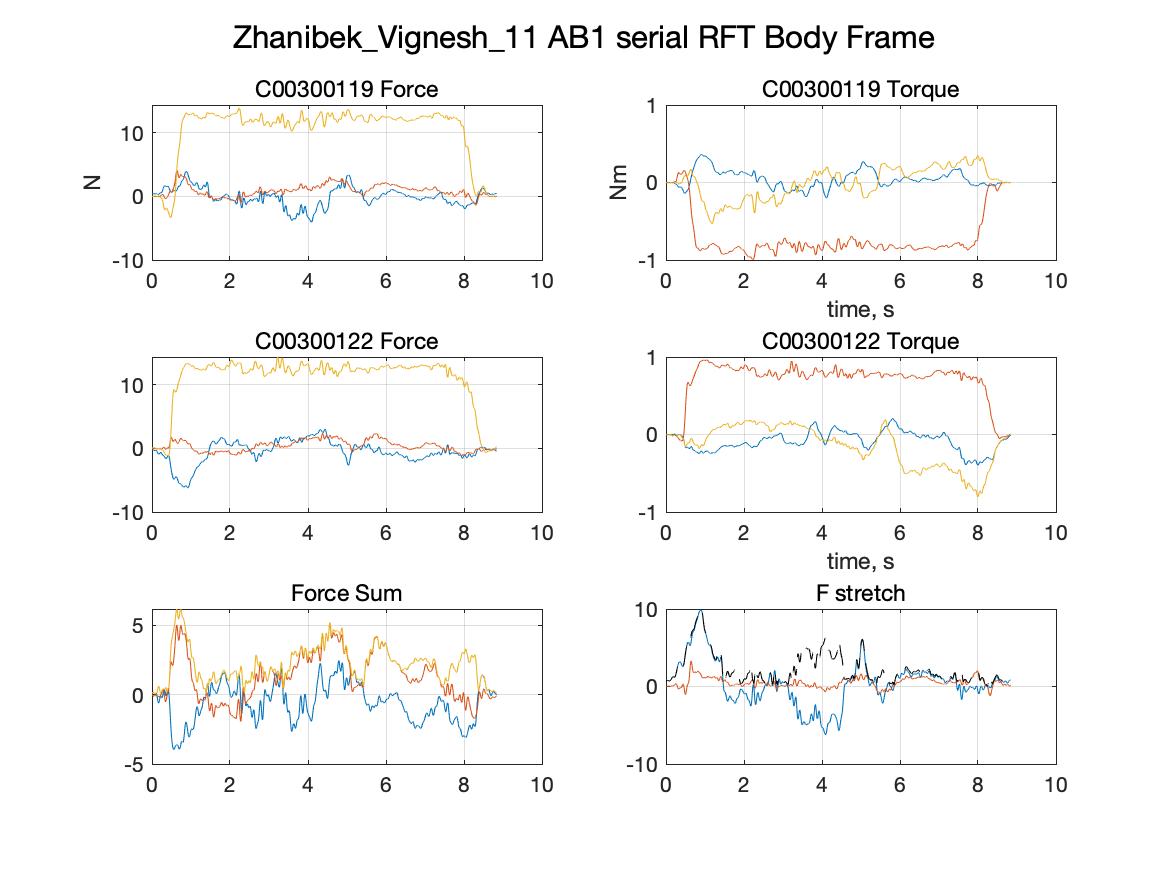 Zhanibek_Vignesh_11 AB1 serial RFT Body Frame
C00300119 Force
N
10
0
-10
0 2 4 6 8 10
C00300119 Torque
Nm
1
0
-1
0 2 4 6 8 10
time, s
C00300122 Force
10
0
-10
0 2 4 6 8 10
C00300122 Torque
1
0
-1
0 2 4 6 8 10
time, s
Force Sum
5
0
-5
0 2 4 6 8 10
F stretch
10
0
-10
0 2 4 6 8 10